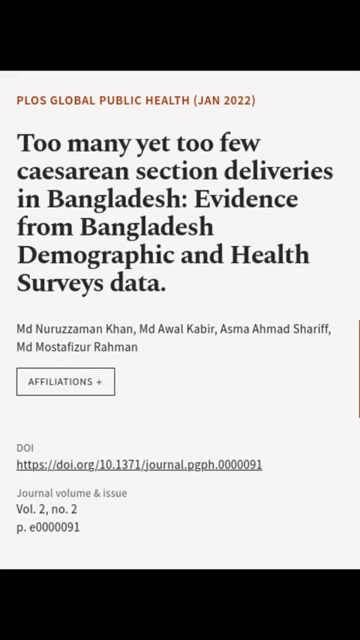 PLOS GLOBAL PUBLIC HEALTH (JAN 2022)
Too many yet too few
caesarean section deliveries
in Bangladesh: Evidence
from Bangladesh
Demographic and Health
Surveys data.
Md Nuruzzaman Khan, Md Awal Kabir, Asma Ahmad Shariff,
Md Mostafizur Rahman
AFFILIATIONS +
DOI
https://doi.org/10.1371/journal.pgph.0000091
Journal volume & issue
Vol. 2, no. 2
p. e0000091